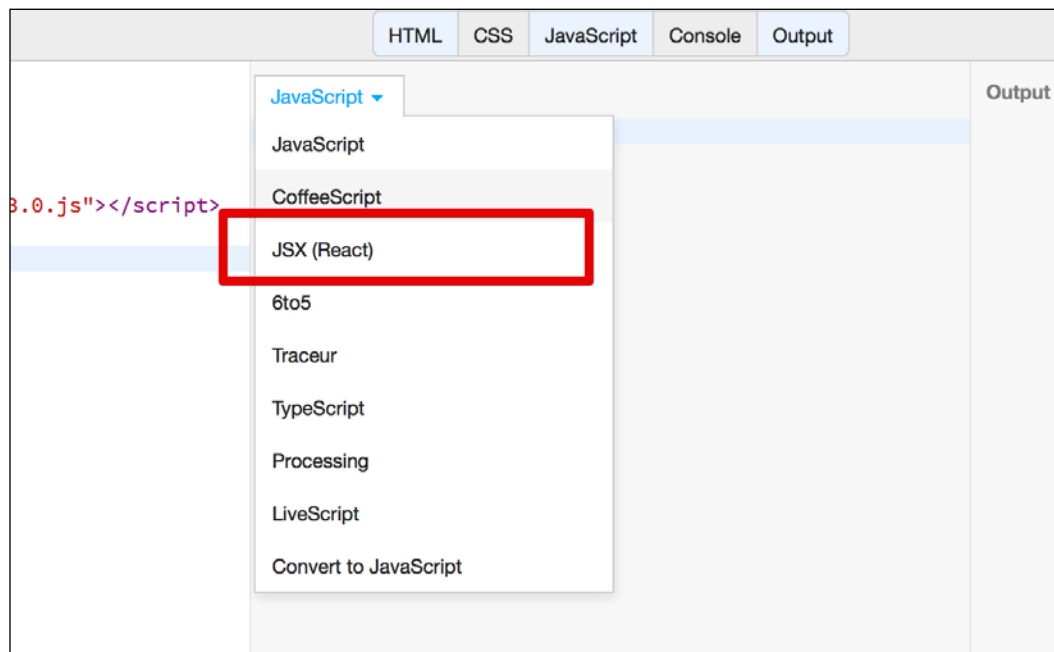 HTML CSS JavaScript Console Output
JavaScript
Output
JavaScript
CoffeeScript
3.0.js"></script>
JSX (React)
6to5
Traceur
TypeScript
Processing
LiveScript
Convert to JavaScript